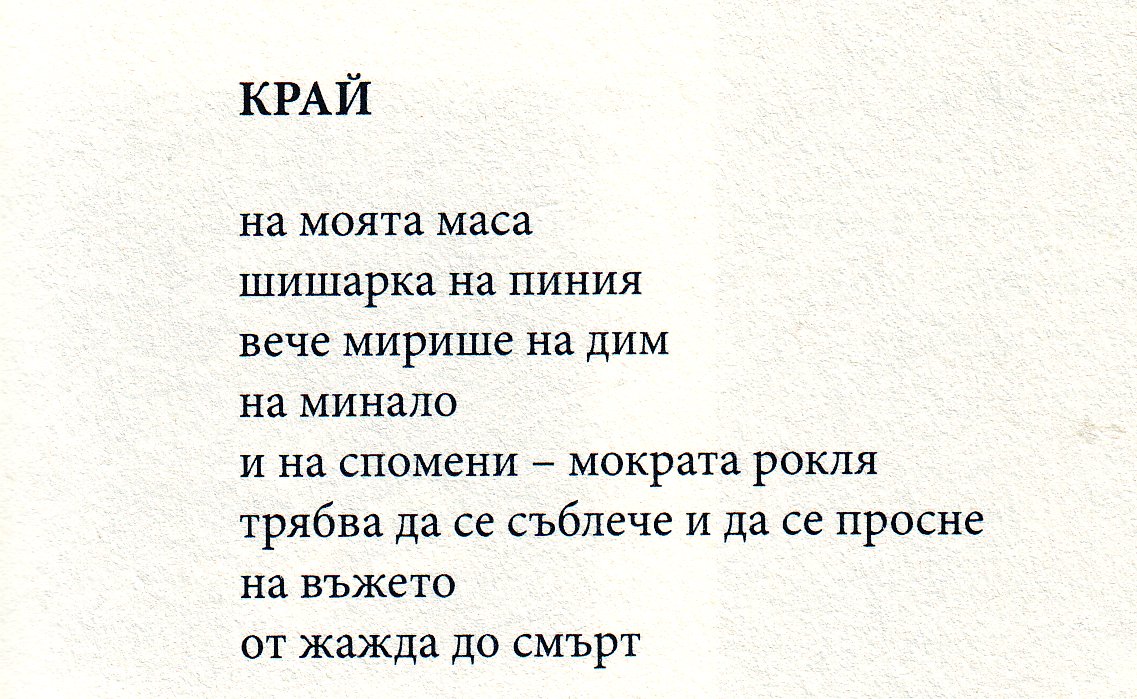 КРАЙ
на моята маса
шишарка на пиния
вече мирише на дим
на минало
и на спомени – мократа рокля
трябва да се съблече и да се просне
на въжето
от жажда до смърт